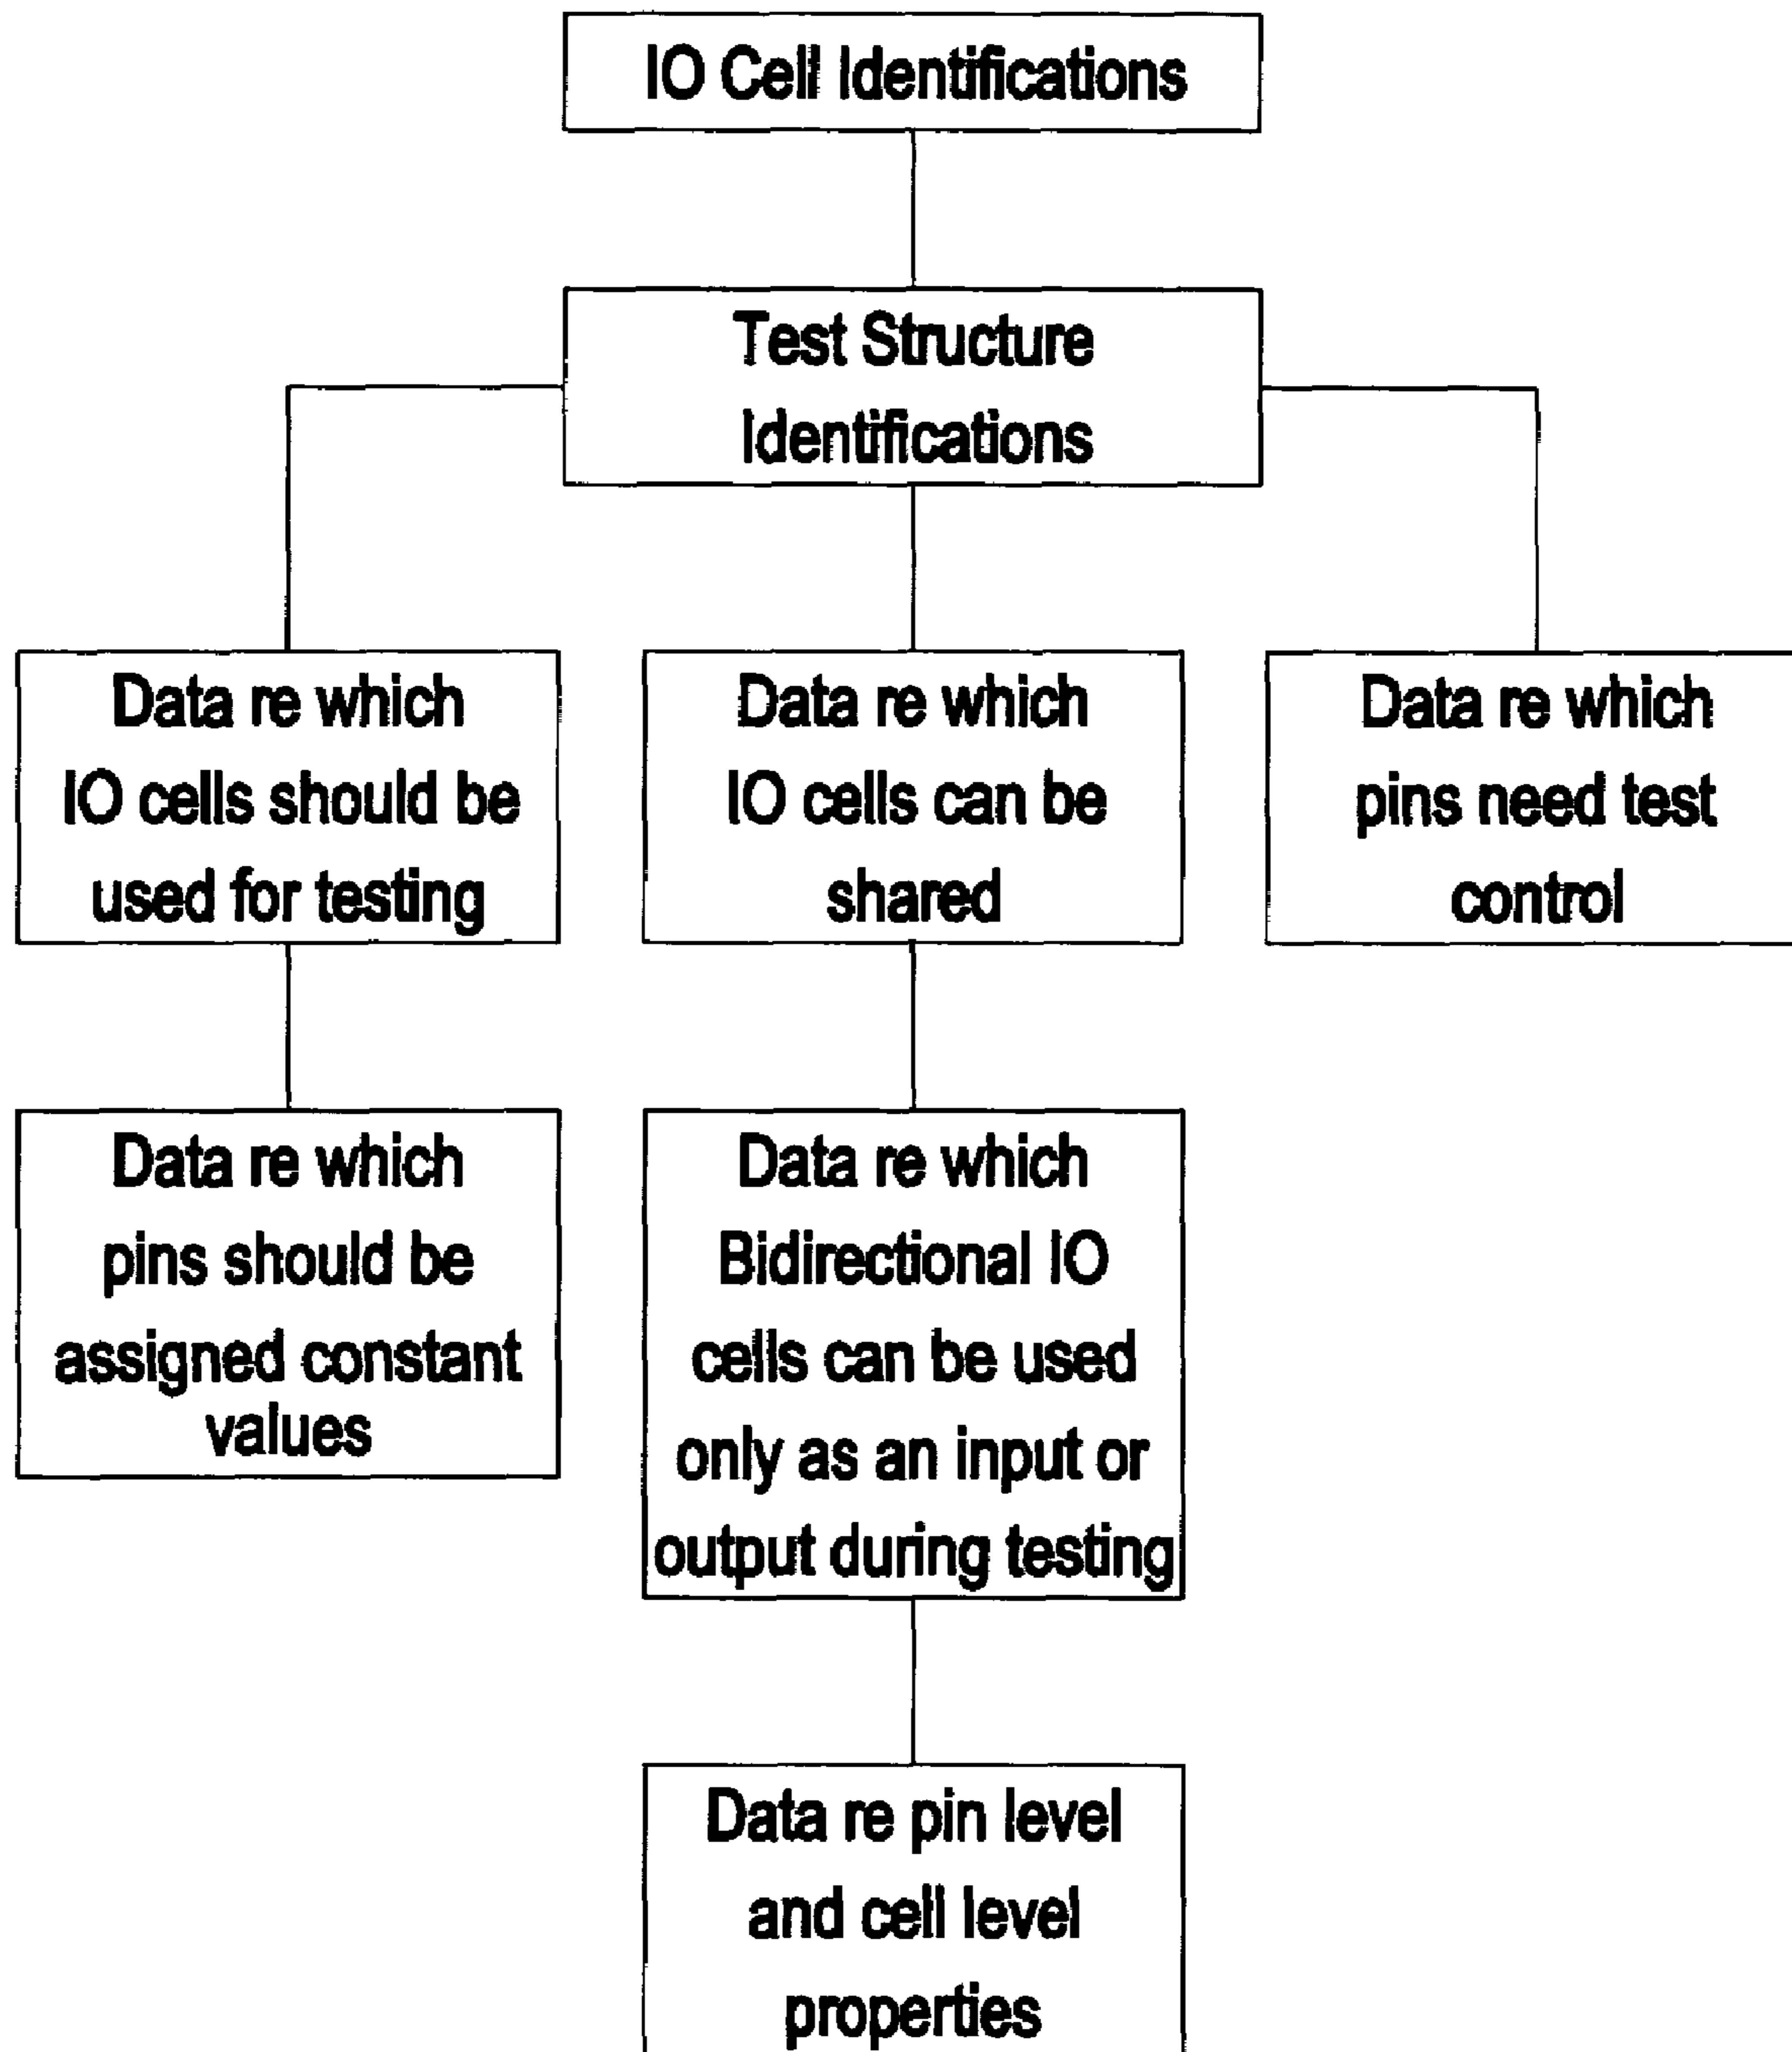 IO Cell Identifications
Test Structure
Identifications
Data re which
IO cells should be
used for testing
Data re which
IO cells can be
shared
Data re which
pins need test
control
Data re which
pins should be
assigned constant
values
Data re which
Bidirectional IO
cells can be used
only as an input or
output during testing
Data re pin level
and cell level
properties